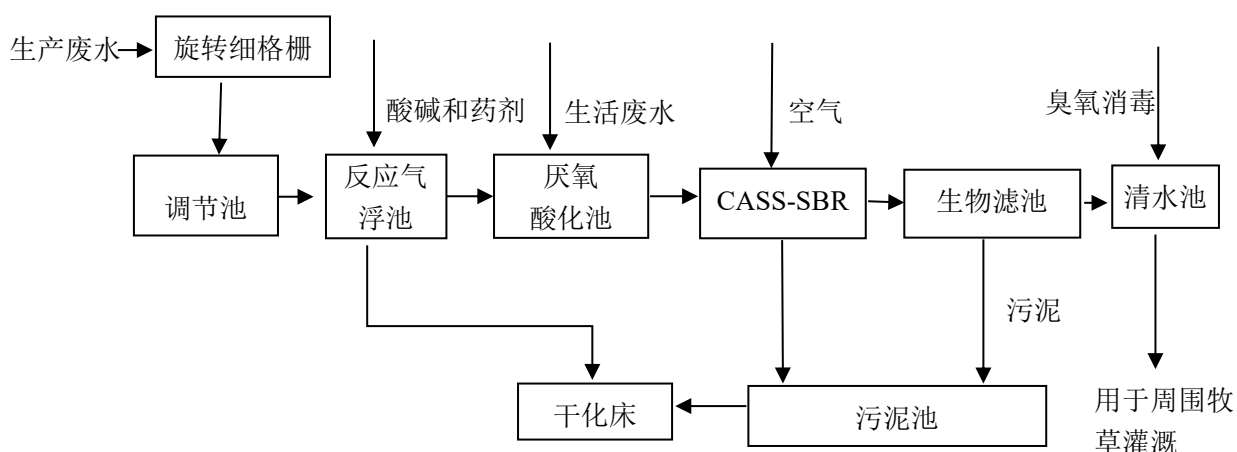 生产废水
旋转细格栅
酸碱和药剂
生活废水
空气
臭氧消毒
调节池
反应气
浮池
厌氧
酸化池
CASS-SBR
生物滤池
清水池
污泥
干化床
污泥池
用于周围牧
草灌溉